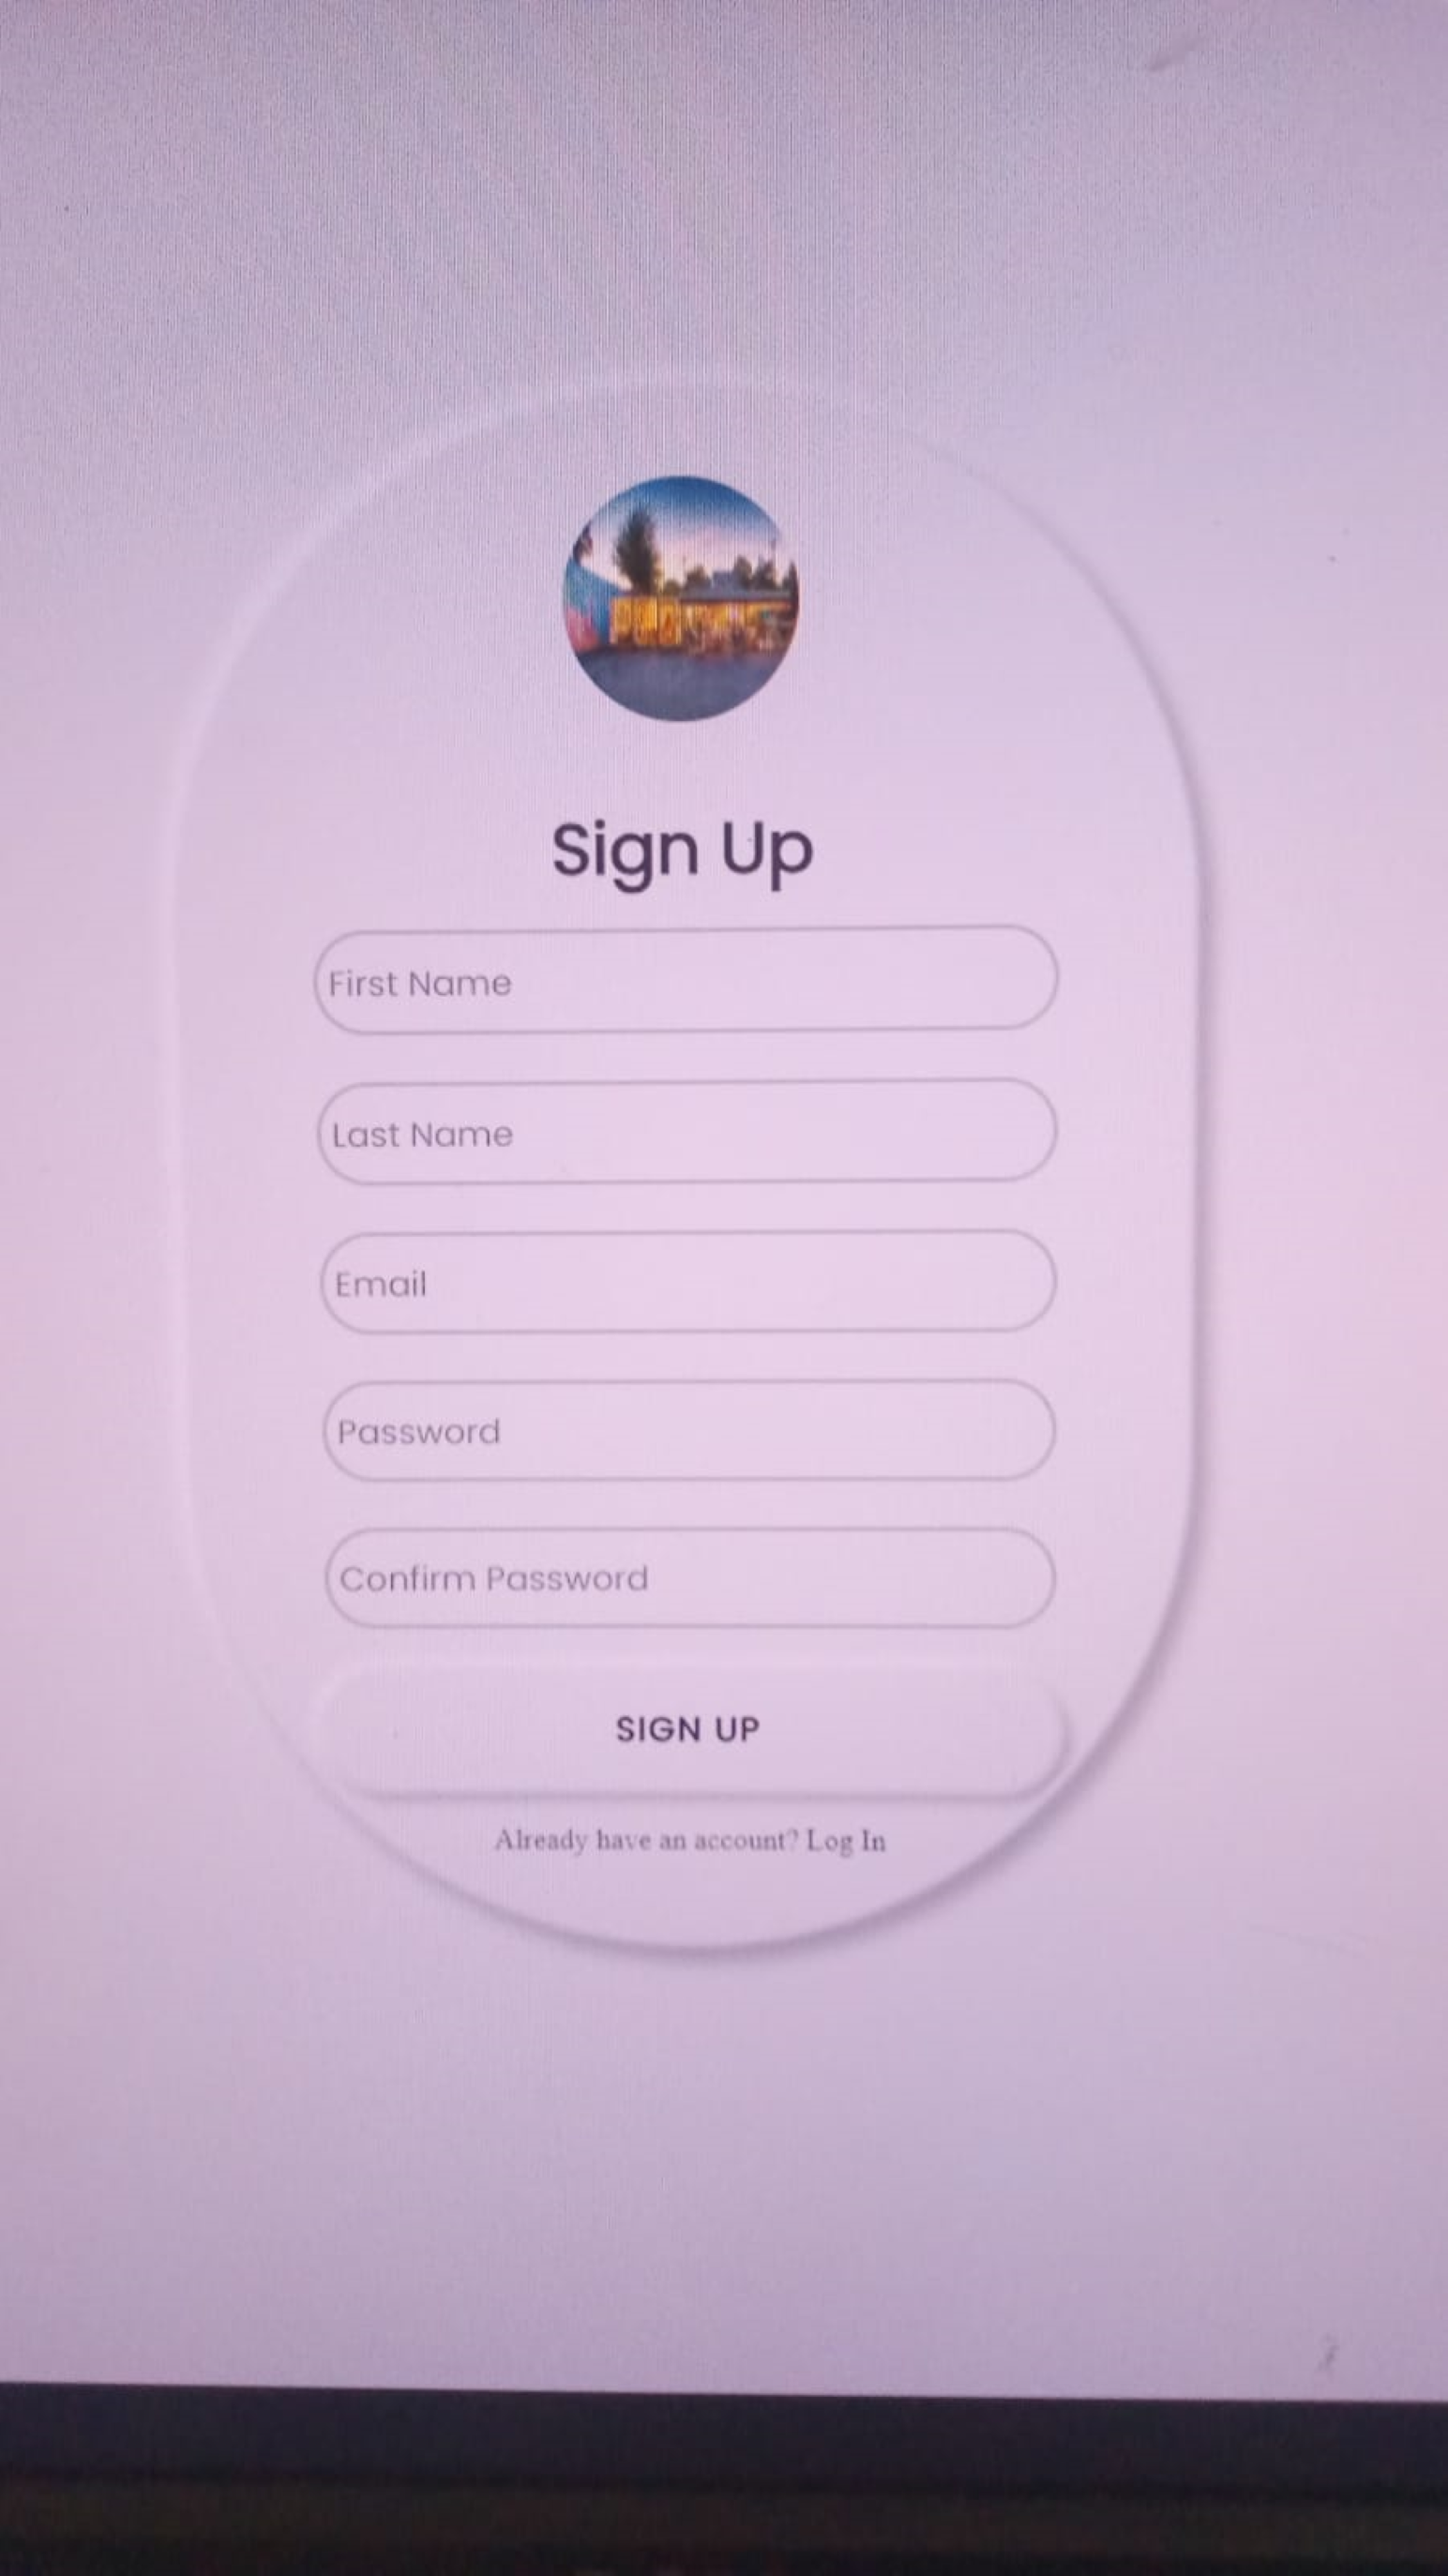 Sign Up
First Name
Last Name
Email
Password
Confirm Password
SIGN UP
Already have an account? Log In